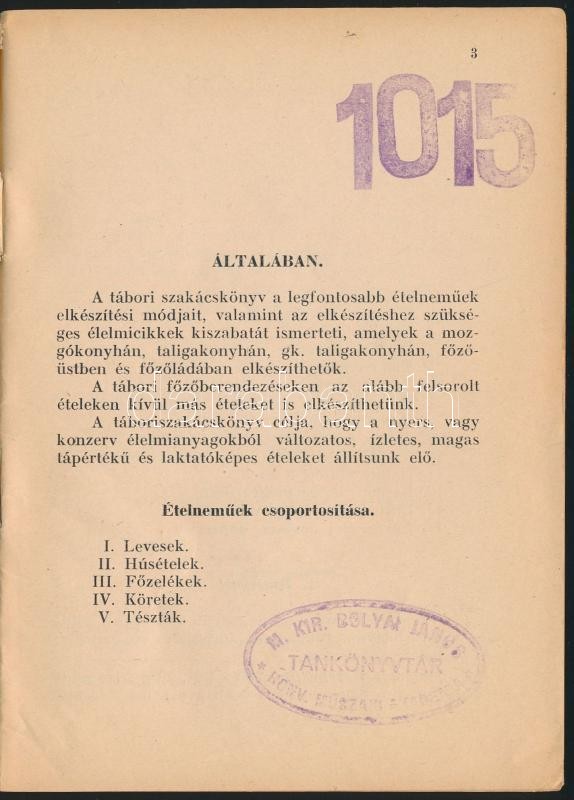 3
1015
ÁLTALÁBAN.
A tábori szakácskönyv a legfontosabb ételneműek
elkészítési módjait, valamint az elkészítéshez szüksé-
ges élelmicikkek kiszabatát ismerteti, amelyek a moz-
gókonyhán, taligakonyhán, gk. taligakonyhán, főző-
üstben és főzőládában elkészíthetők.
A tábori főzőberendezéseken az alább felsorolt
ételeken kívül más ételeket is elkészíthetünk.
A táboriszakácskönyv célja, hogy a nyers, vagy
konzerv élelmianyagokból változatos, ízletes, magas
tápértékű és laktatóképes ételeket állítsunk elő.
Ételneműek csoportosítása.
I. Levesek.
II. Húsételek.
III. Főzelékek.
IV. Köretek.
V. Tészták.
M. KIR. BOLYAI JÁNOS
TANKÖNYVTÁR
HONV. MŰSZAKI